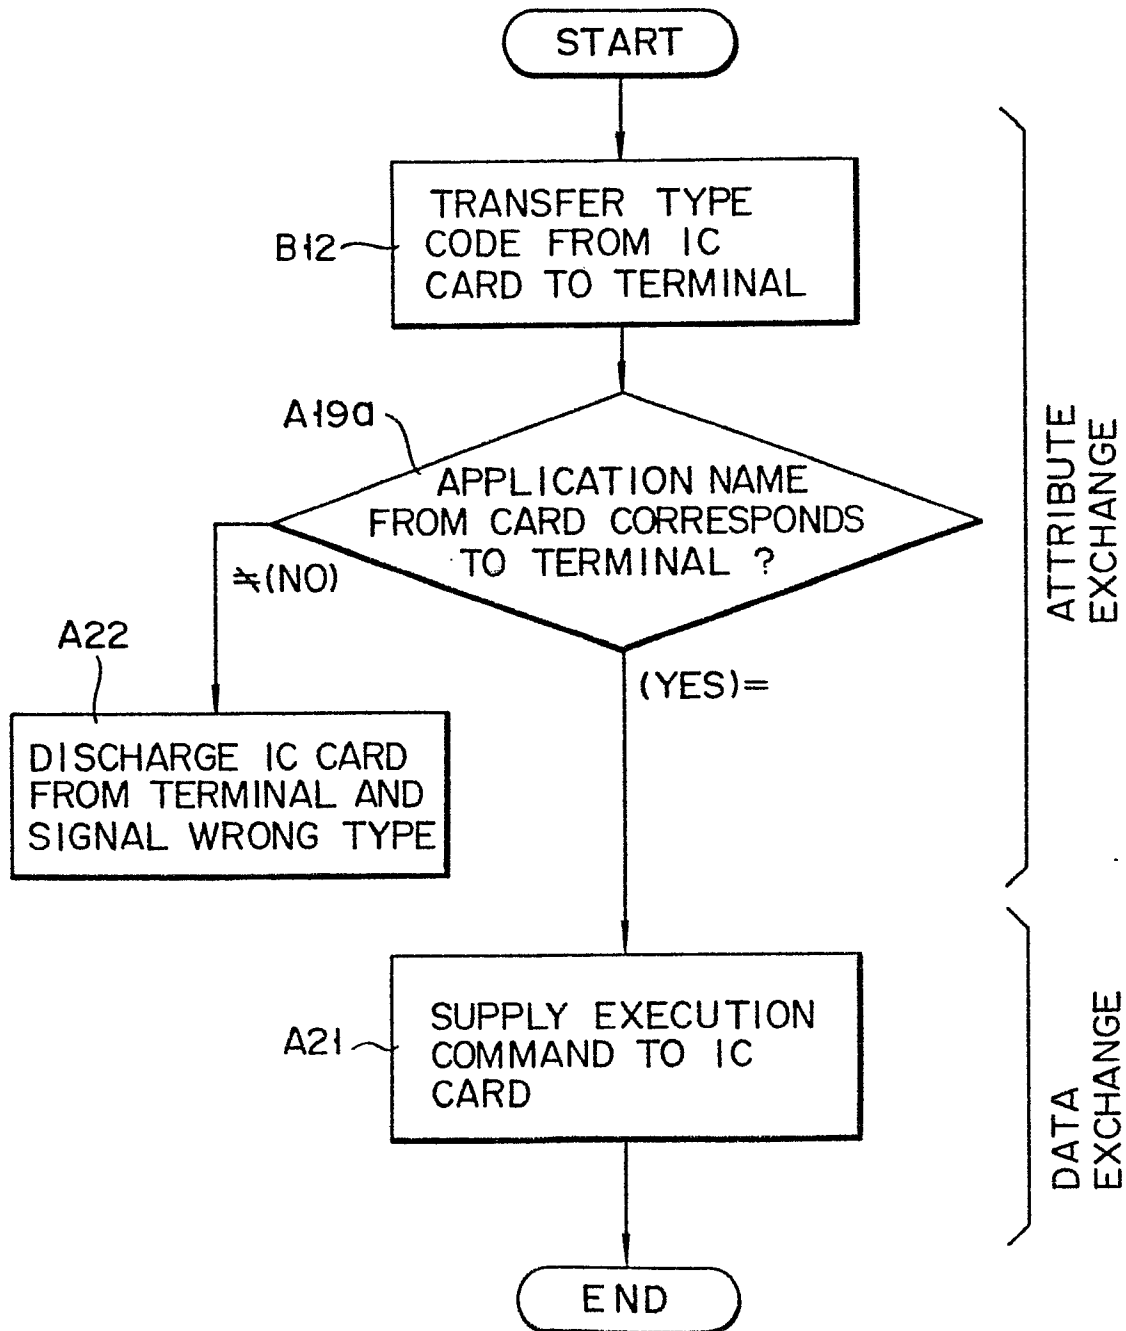 START
TRANSFER TYPE
CODE FROM IC
CARD TO TERMINAL
B12
A19a
APPLICATION NAME
FROM CARD CORRESPONDS
TO TERMINAL ?
≒(NO)
(YES)=
A22
DISCHARGE IC CARD
FROM TERMINAL AND
SIGNAL WRONG TYPE
ATTRIBUTE
EXCHANGE
A21
SUPPLY EXECUTION
COMMAND TO IC
CARD
DATA
EXCHANGE
END